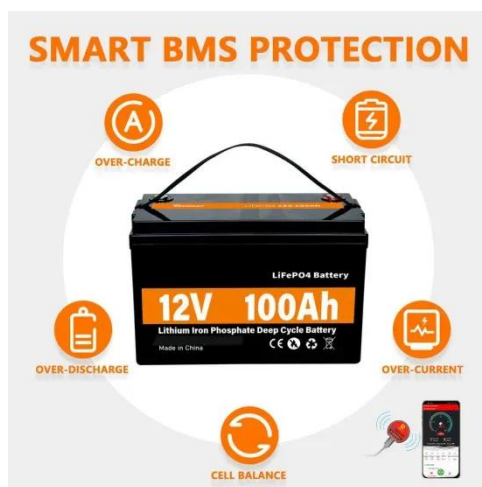 SMART BMS PROTECTION
OVER-CHARGE
SHORT CIRCUIT
LiFePO4 Battery
12V 100Ah
Lithium Iron Phosphate Deep Cycle Battery
Made in China
CE
OVER-DISCHARGE
OVER-CURRENT
CELL BALANCE